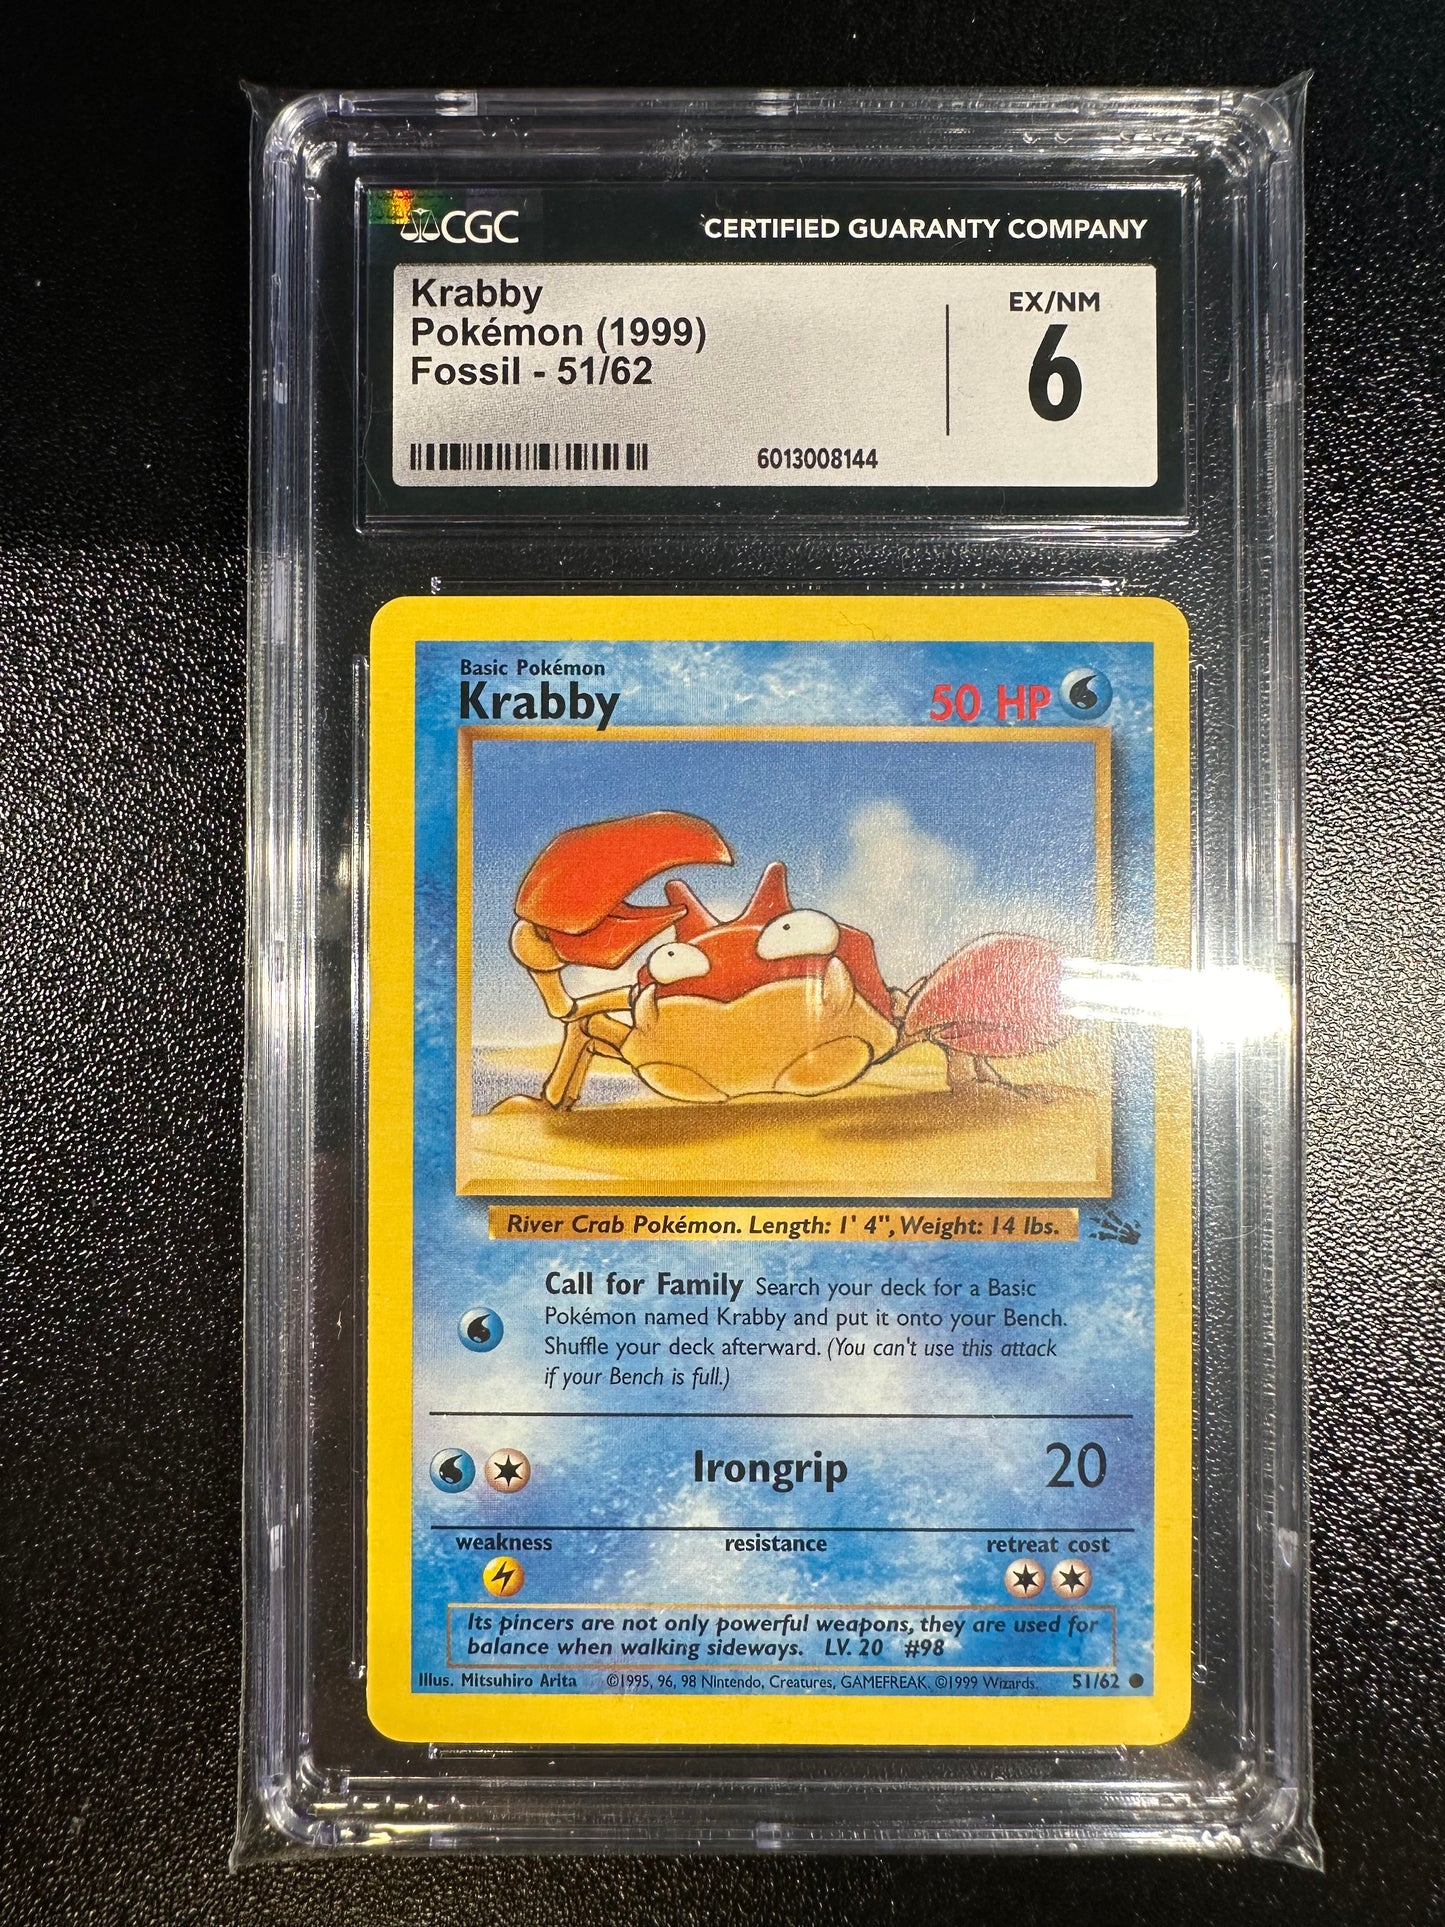 CGC
CERTIFIED GUARANTY COMPANY
Krabby
Pokémon (1999)
Fossil - 51/62
EX/NM
6
6013008144
Basic Pokémon
Krabby
50 HP
River Crab Pokémon. Length: 1' 4", Weight: 14 lbs.
Call for Family Search your deck for a Basic
Pokémon named Krabby and put it onto your Bench.
Shuffle your deck afterward. (You can't use this attack
if your Bench is full.)
Irongrip 20
weakness resistance retreat cost
Its pincers are not only powerful weapons, they are used for
balance when walking sideways. LV. 20 #98
Illus. Mitsuhiro Arita ©1995, 96, 98 Nintendo, Creatures, GAMEFREAK. ©1999 Wizards. 51/62